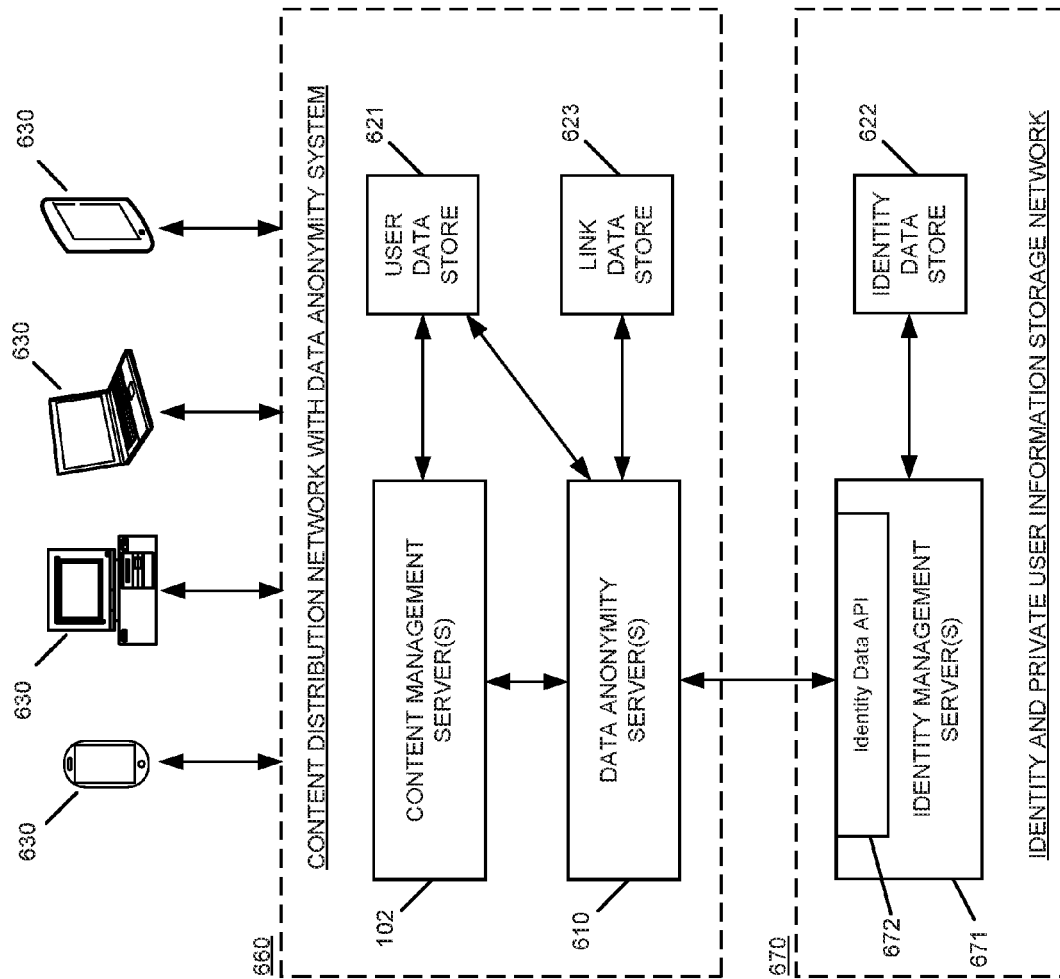 630
630
630
630
660
CONTENT DISTRIBUTION NETWORK WITH DATA ANONYMITY SYSTEM
102
CONTENT MANAGEMENT
SERVER(S)
USER
DATA
STORE
621
610
DATA ANONYMITY
SERVER(S)
LINK
DATA
STORE
623
670
672
671
Identity Data API
IDENTITY MANAGEMENT
SERVER(S)
IDENTITY
DATA
STORE
622
IDENTITY AND PRIVATE USER INFORMATION STORAGE NETWORK